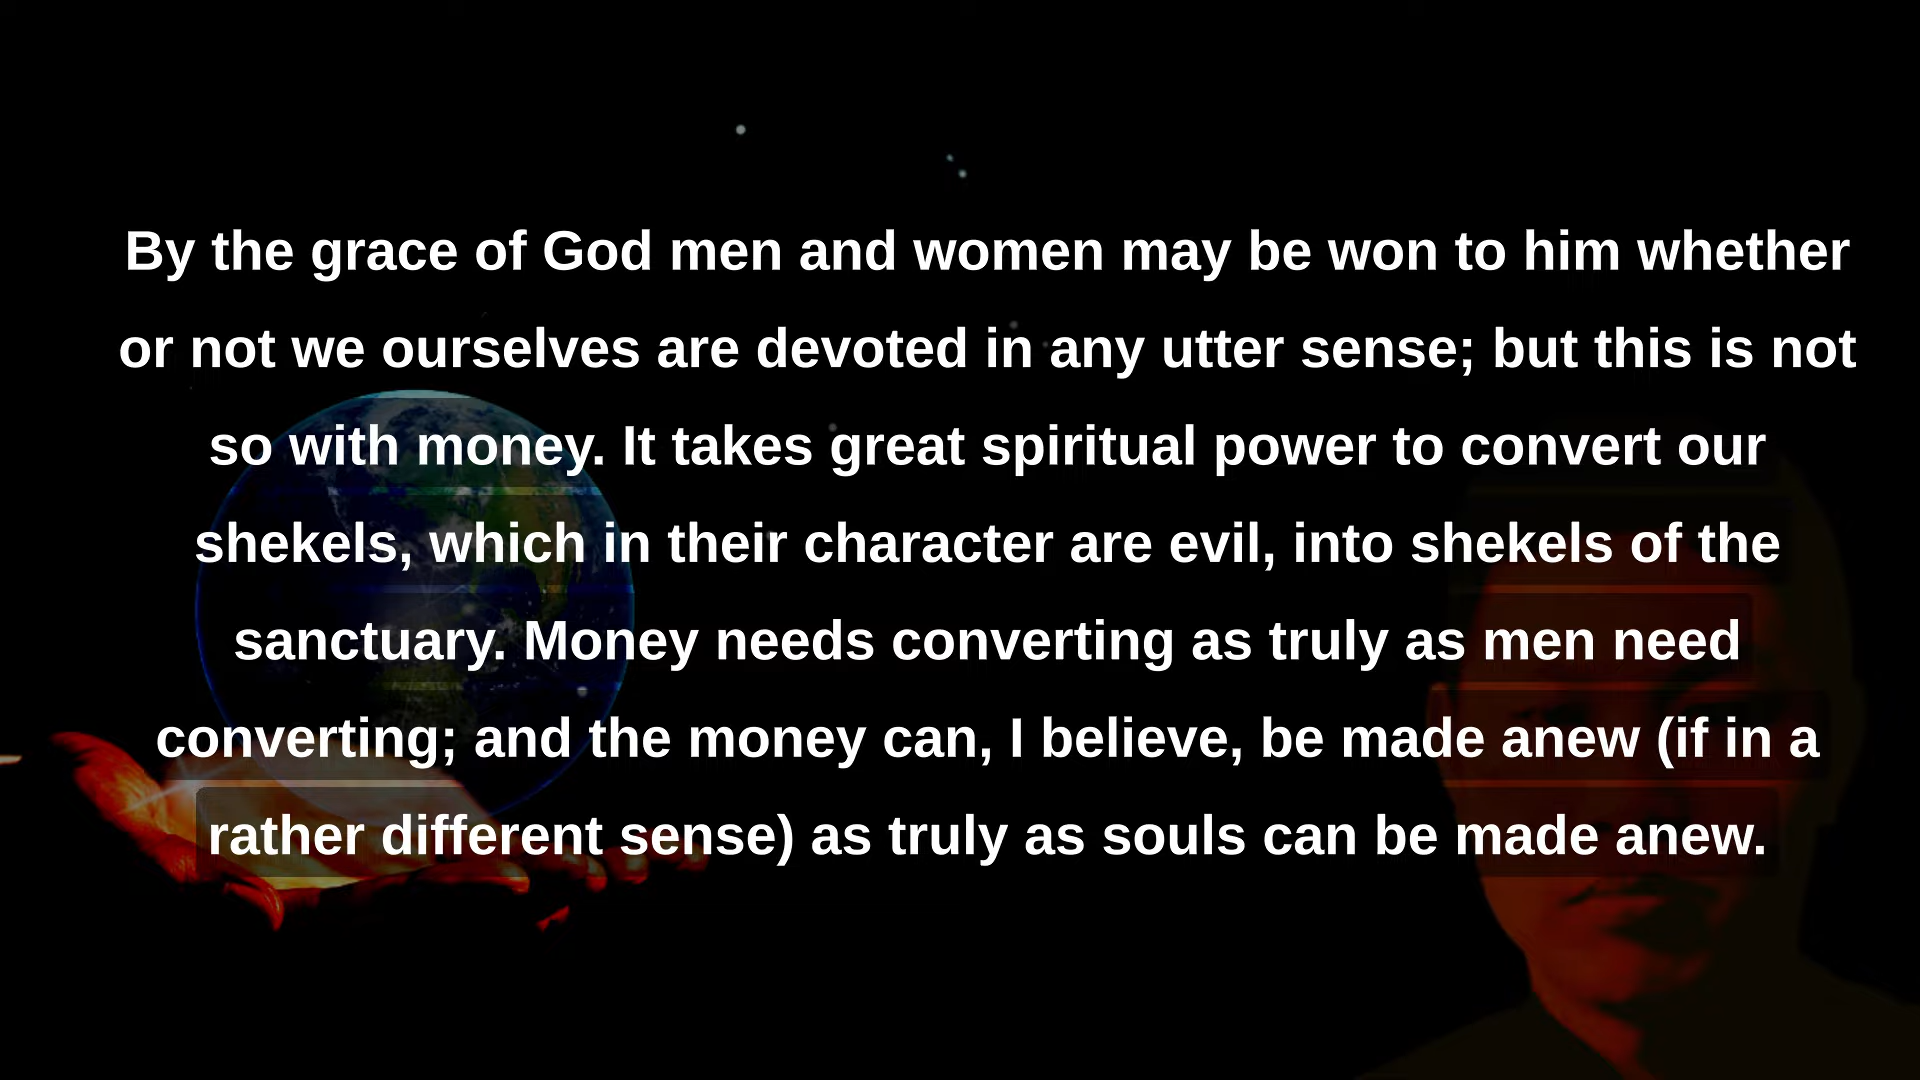 By the grace of God men and women may be won to him whether
or not we ourselves are devoted in any utter sense; but this is not
so with money. It takes great spiritual power to convert our
shekels, which in their character are evil, into shekels of the
sanctuary. Money needs converting as truly as men need
converting; and the money can, I believe, be made anew (if in a
rather different sense) as truly as souls can be made anew.